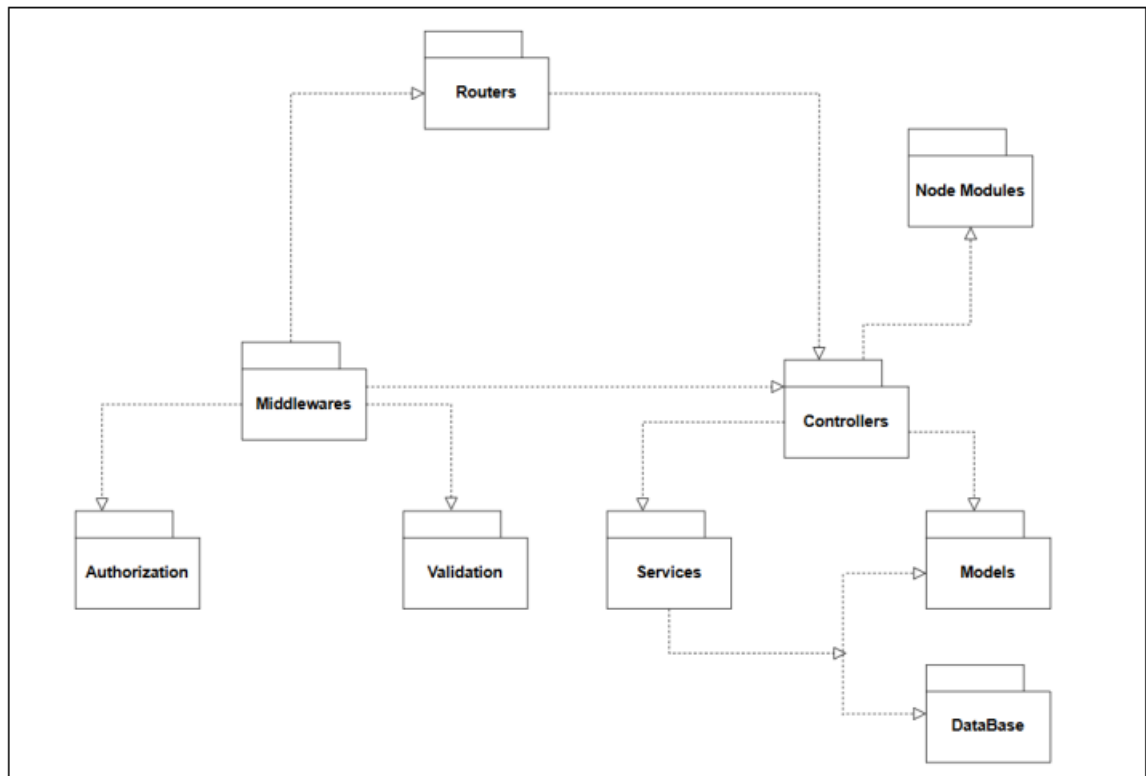 Routers
Node Modules
Middlewares
Controllers
Authorization
Validation
Services
Models
DataBase